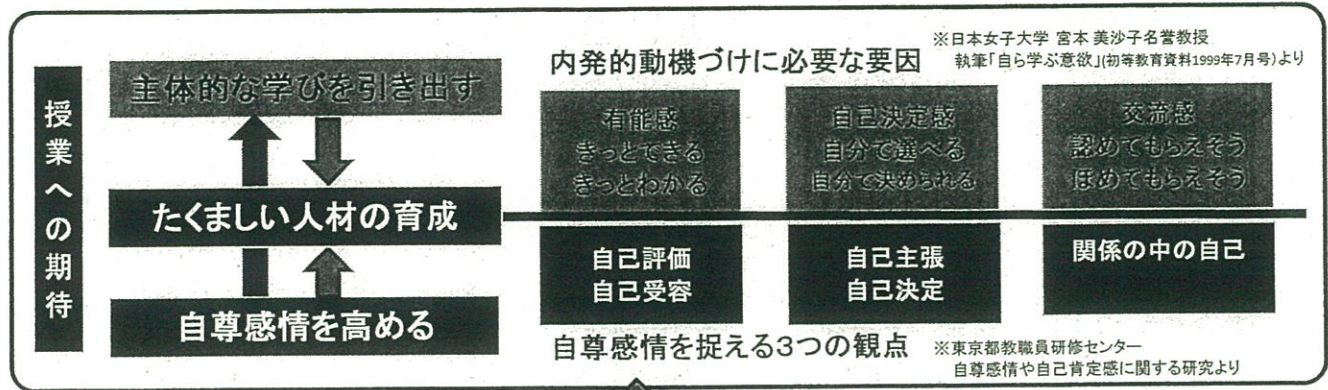 授業への期待
主体的な学びを引き出す
たくましい人材の育成
自尊感情を高める
内発的動機づけに必要な要因
※日本女子大学 宮本 美沙子名誉教授
執筆「自ら学ぶ意欲」(初等教育資料1999年7月号)より
有能感
きっとできる
きっとわかる
自己決定感
自分で選べる
自分で決められる
交流感
認めてもらえそう
ほめてもらえそう
自己評価
自己受容
自己主張
自己決定
関係の中の自己
自尊感情を捉える3つの観点
※東京都教職員研修センター
自尊感情や自己肯定感に関する研究より